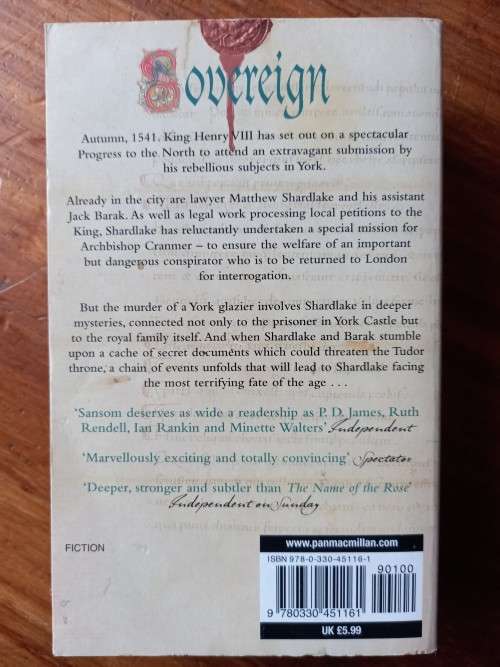 Sovereign
Autumn, 1541. King Henry VIII has set out on a spectacular
Progress to the North to attend an extravagant submission by
his rebellious subjects in York.
Already in the city are lawyer Matthew Shardlake and his assistant
Jack Barak. As well as legal work processing local petitions to the
King, Shardlake has reluctantly undertaken a special mission for
Archbishop Cranmer – to ensure the welfare of an important
but dangerous conspirator who is to be returned to London
for interrogation.
But the murder of a York glazier involves Shardlake in deeper
mysteries, connected not only to the prisoner in York Castle but
to the royal family itself. And when Shardlake and Barak stumble
upon a cache of secret documents which could threaten the Tudor
throne, a chain of events unfolds that will lead to Shardlake facing
the most terrifying fate of the age . . .
‘Sansom deserves as wide a readership as P. D. James, Ruth
Rendell, Ian Rankin and Minette Walters’ Independent
‘Marvellously exciting and totally convincing’ Spectator
‘Deeper, stronger and subtler than The Name of the Rose’
Independent on Sunday
FICTION
www.panmacmillan.com
ISBN 978-0-330-45116-1
90100
9 780330 451161
UK £5.99